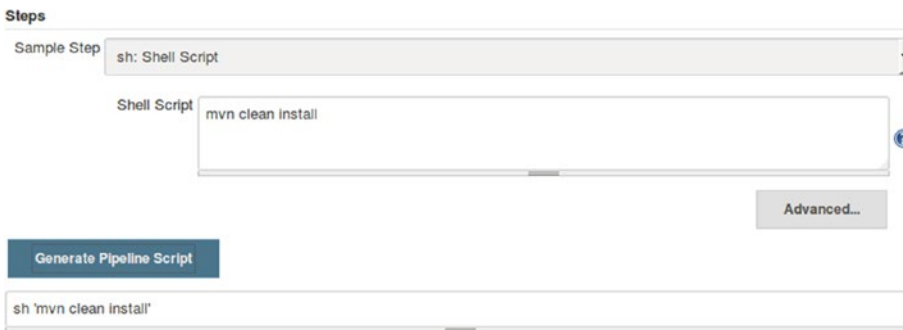 Steps
Sample Step
sh: Shell Script
Shell Script
mvn clean install
Advanced...
Generate Pipeline Script
sh 'mvn clean install'